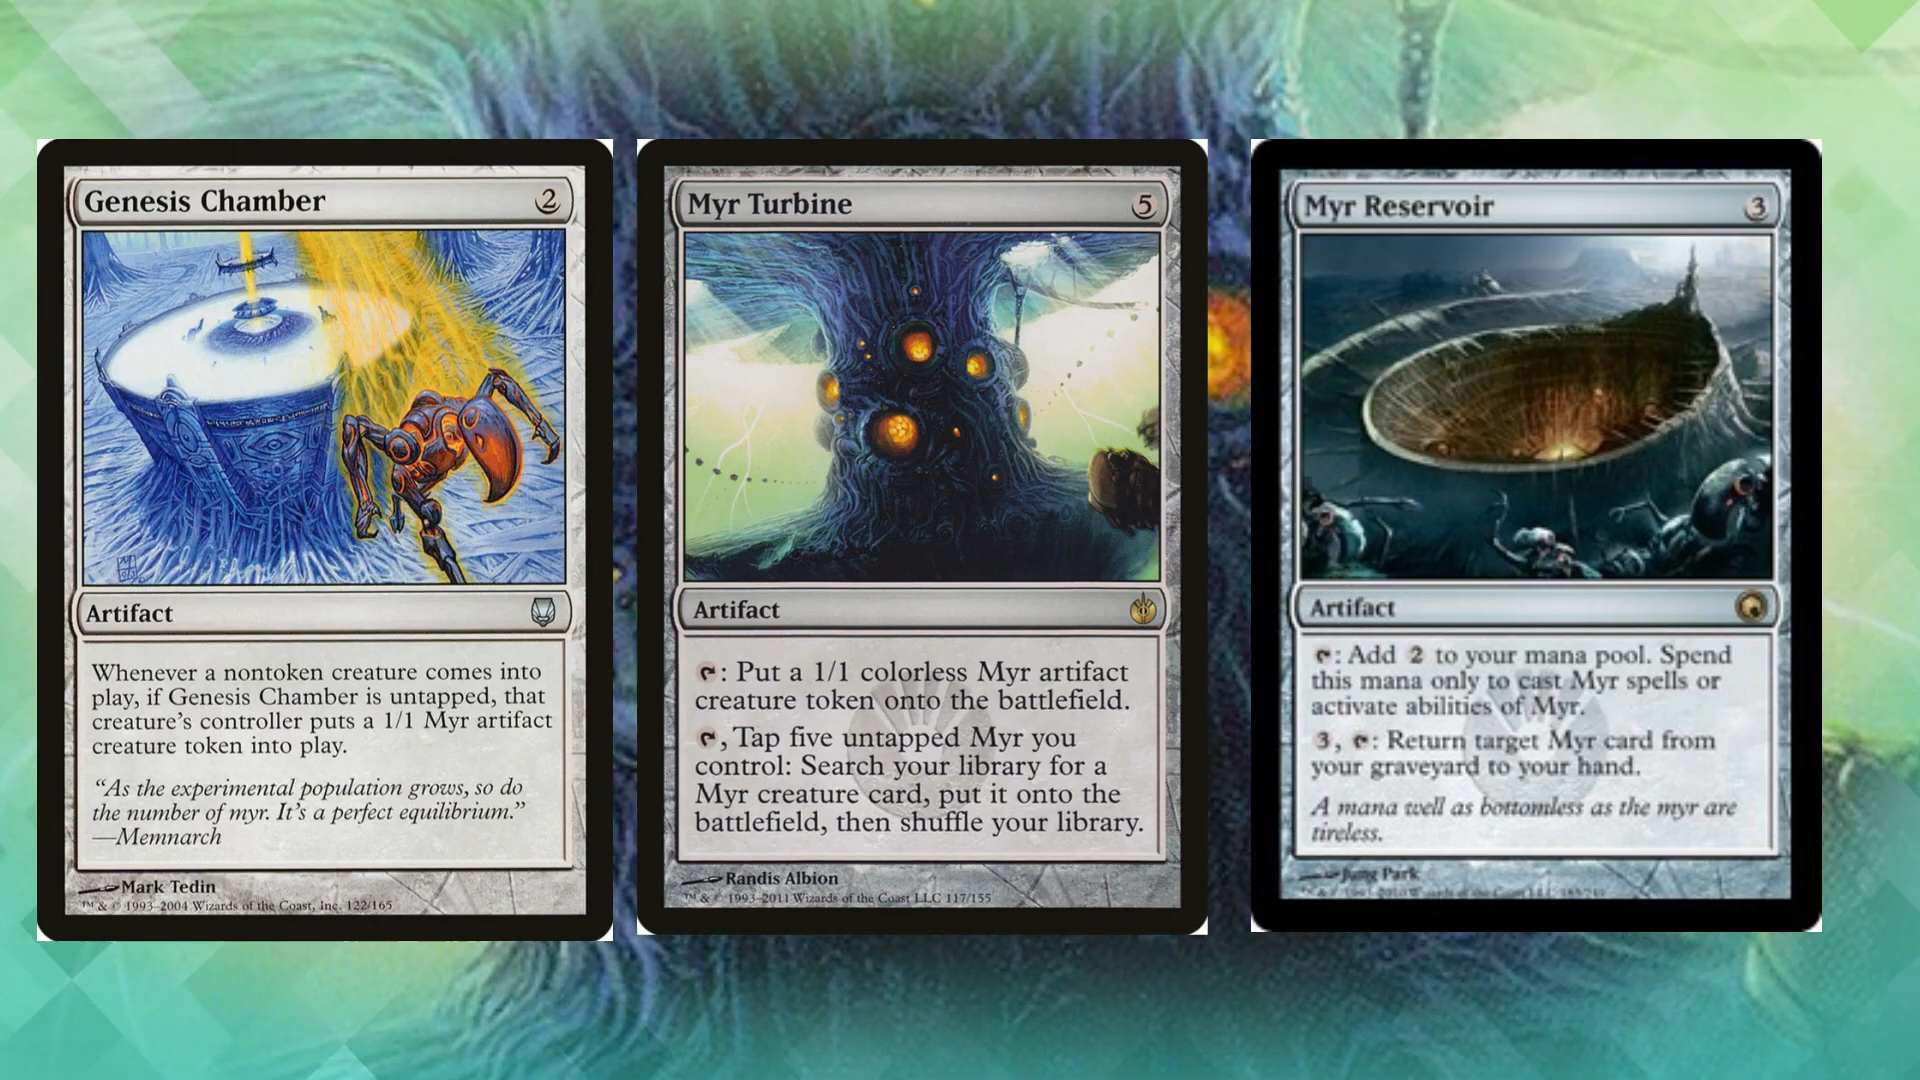 Genesis Chamber 2
Artifact
Whenever a nontoken creature comes into
play, if Genesis Chamber is untapped, that
creature's controller puts a 1/1 Myr artifact
creature token into play.
“As the experimental population grows, so do
the number of myr. It's a perfect equilibrium.”
—Memnarch
Mark Tedin
™ & © 1993–2004 Wizards of the Coast, Inc. 122/165
Myr Turbine 5
Artifact
: Put a 1/1 colorless Myr artifact
creature token onto the battlefield.
, Tap five untapped Myr you
control: Search your library for a
Myr creature card, put it onto the
battlefield, then shuffle your library.
Randis Albion
™ & © 1993–2011 Wizards of the Coast LLC 117/155
Myr Reservoir 3
Artifact
: Add 2 to your mana pool. Spend
this mana only to cast Myr spells or
activate abilities of Myr.
3, : Return target Myr card from
your graveyard to your hand.
A mana well as bottomless as the myr are
tireless.
Park